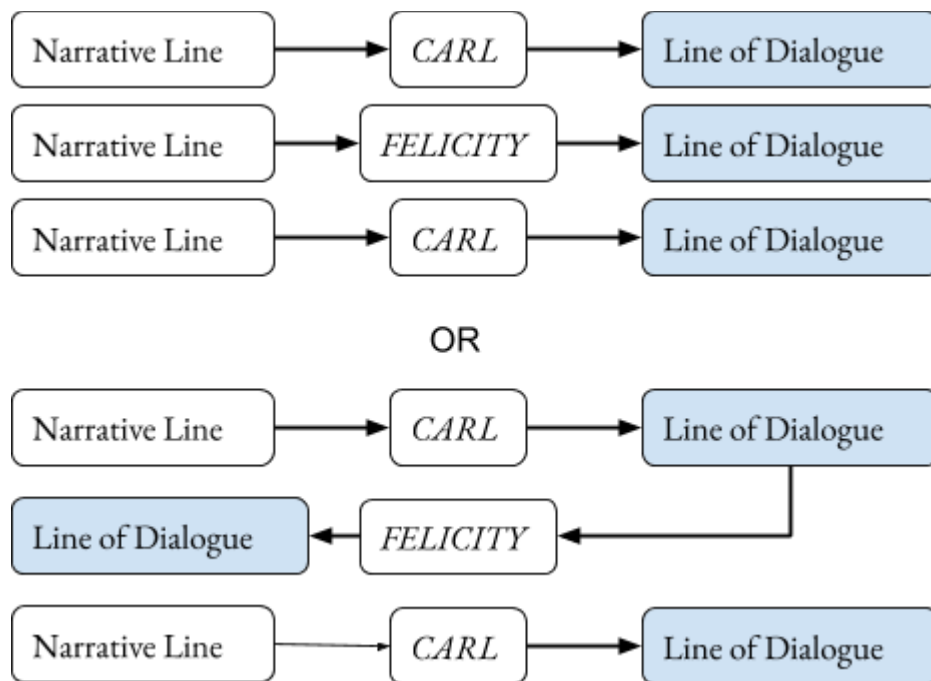 Narrative Line CARL Line of Dialogue
Narrative Line FELICITY Line of Dialogue
Narrative Line CARL Line of Dialogue
OR
Narrative Line CARL Line of Dialogue
Line of Dialogue FELICITY
Narrative Line CARL Line of Dialogue